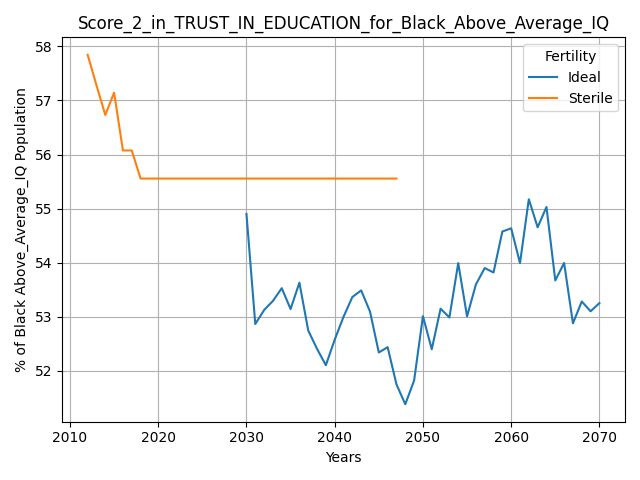 Score_2_in_TRUST_IN_EDUCATION_for_Black_Above_Average_IQ
Fertility
Ideal
Sterile
% of Black Above_Average_IQ Population
58
57
56
55
54
53
52
2010 2020 2030 2040 2050 2060 2070
Years